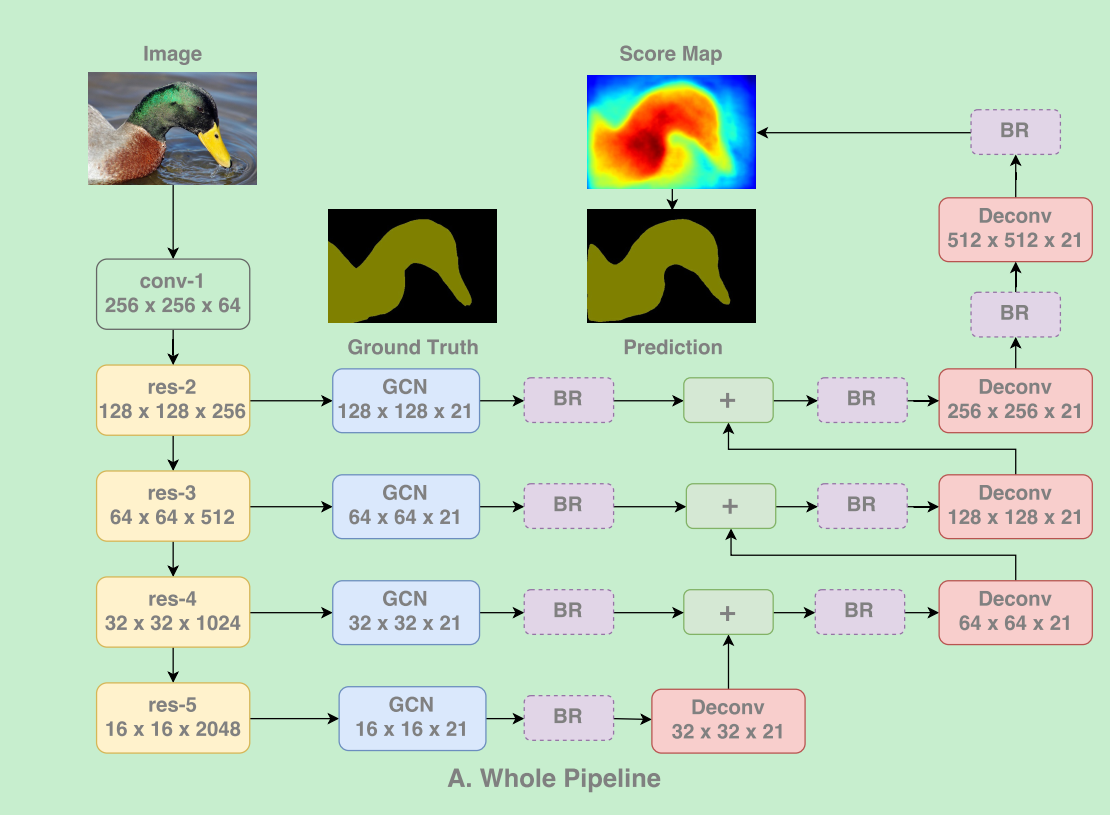 Image
Score Map
BR
Deconv
512 x 512 x 21
conv-1
256 x 256 x 64
BR
Ground Truth
Prediction
res-2
128 x 128 x 256
GCN
128 x 128 x 21
BR
+
BR
Deconv
256 x 256 x 21
res-3
64 x 64 x 512
GCN
64 x 64 x 21
BR
+
BR
Deconv
128 x 128 x 21
res-4
32 x 32 x 1024
GCN
32 x 32 x 21
BR
+
BR
Deconv
64 x 64 x 21
res-5
16 x 16 x 2048
GCN
16 x 16 x 21
BR
Deconv
32 x 32 x 21
A. Whole Pipeline